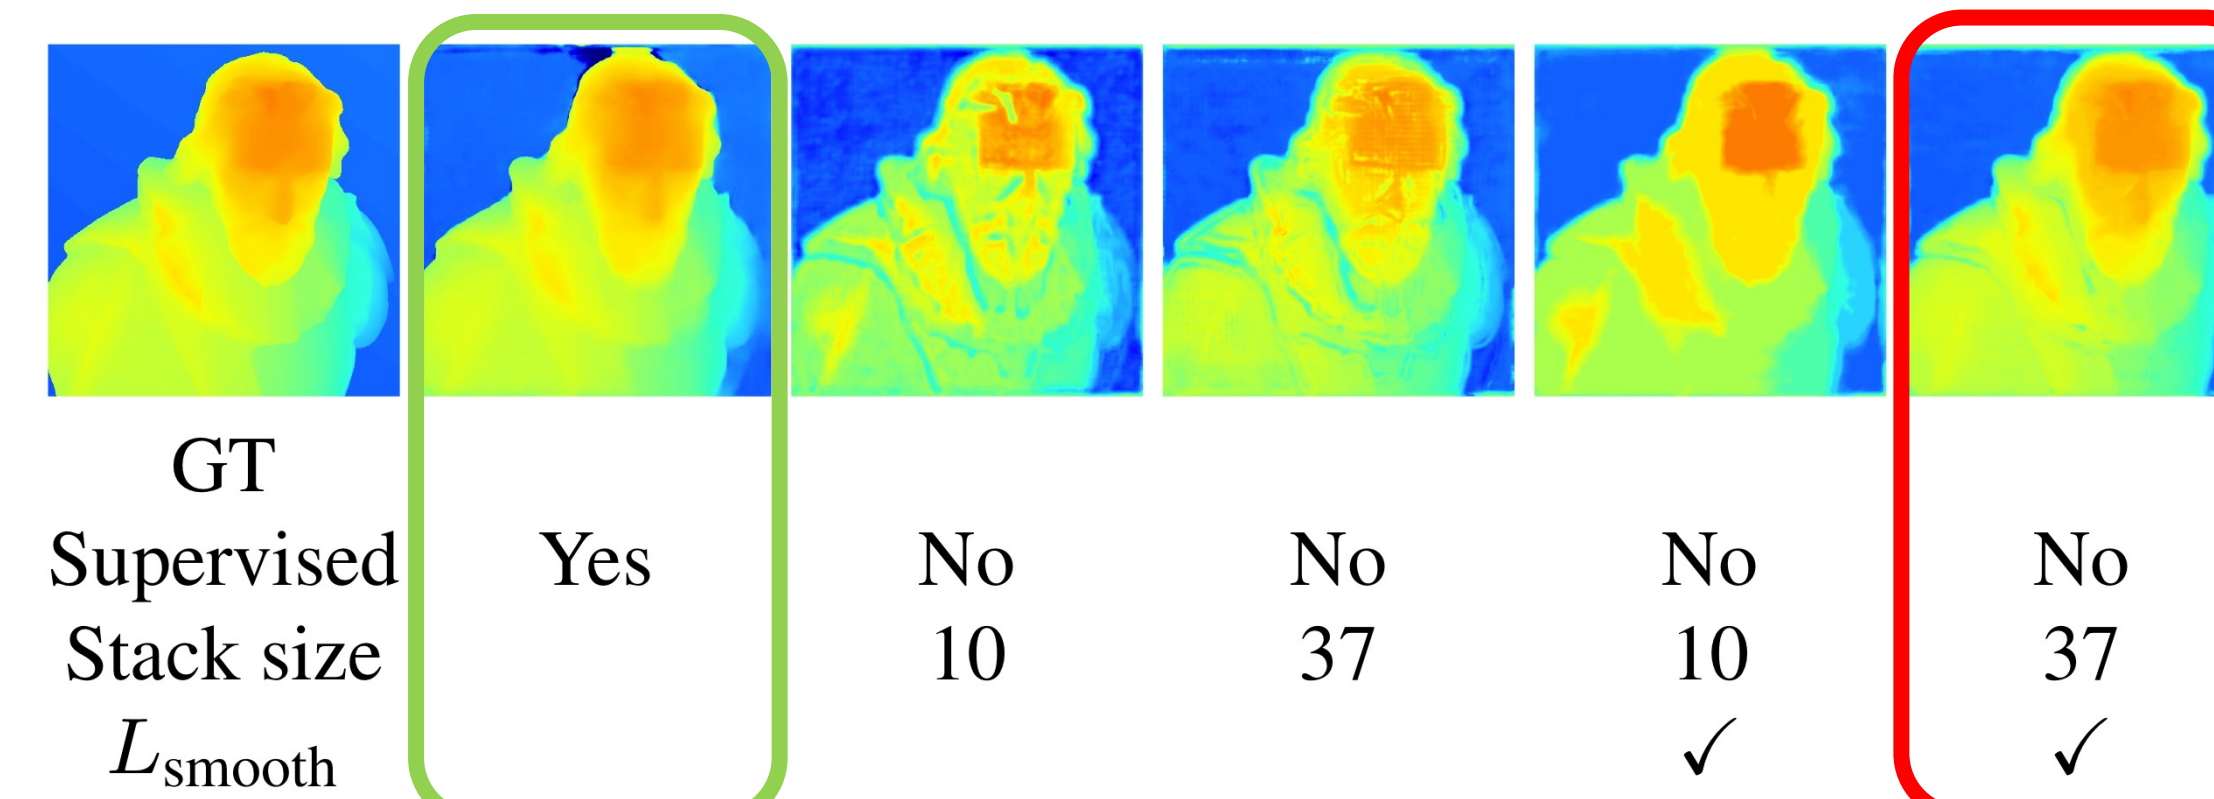 GT
Supervised Yes No No No No
Stack size 10 37 10 37
Lsmooth ✓ ✓